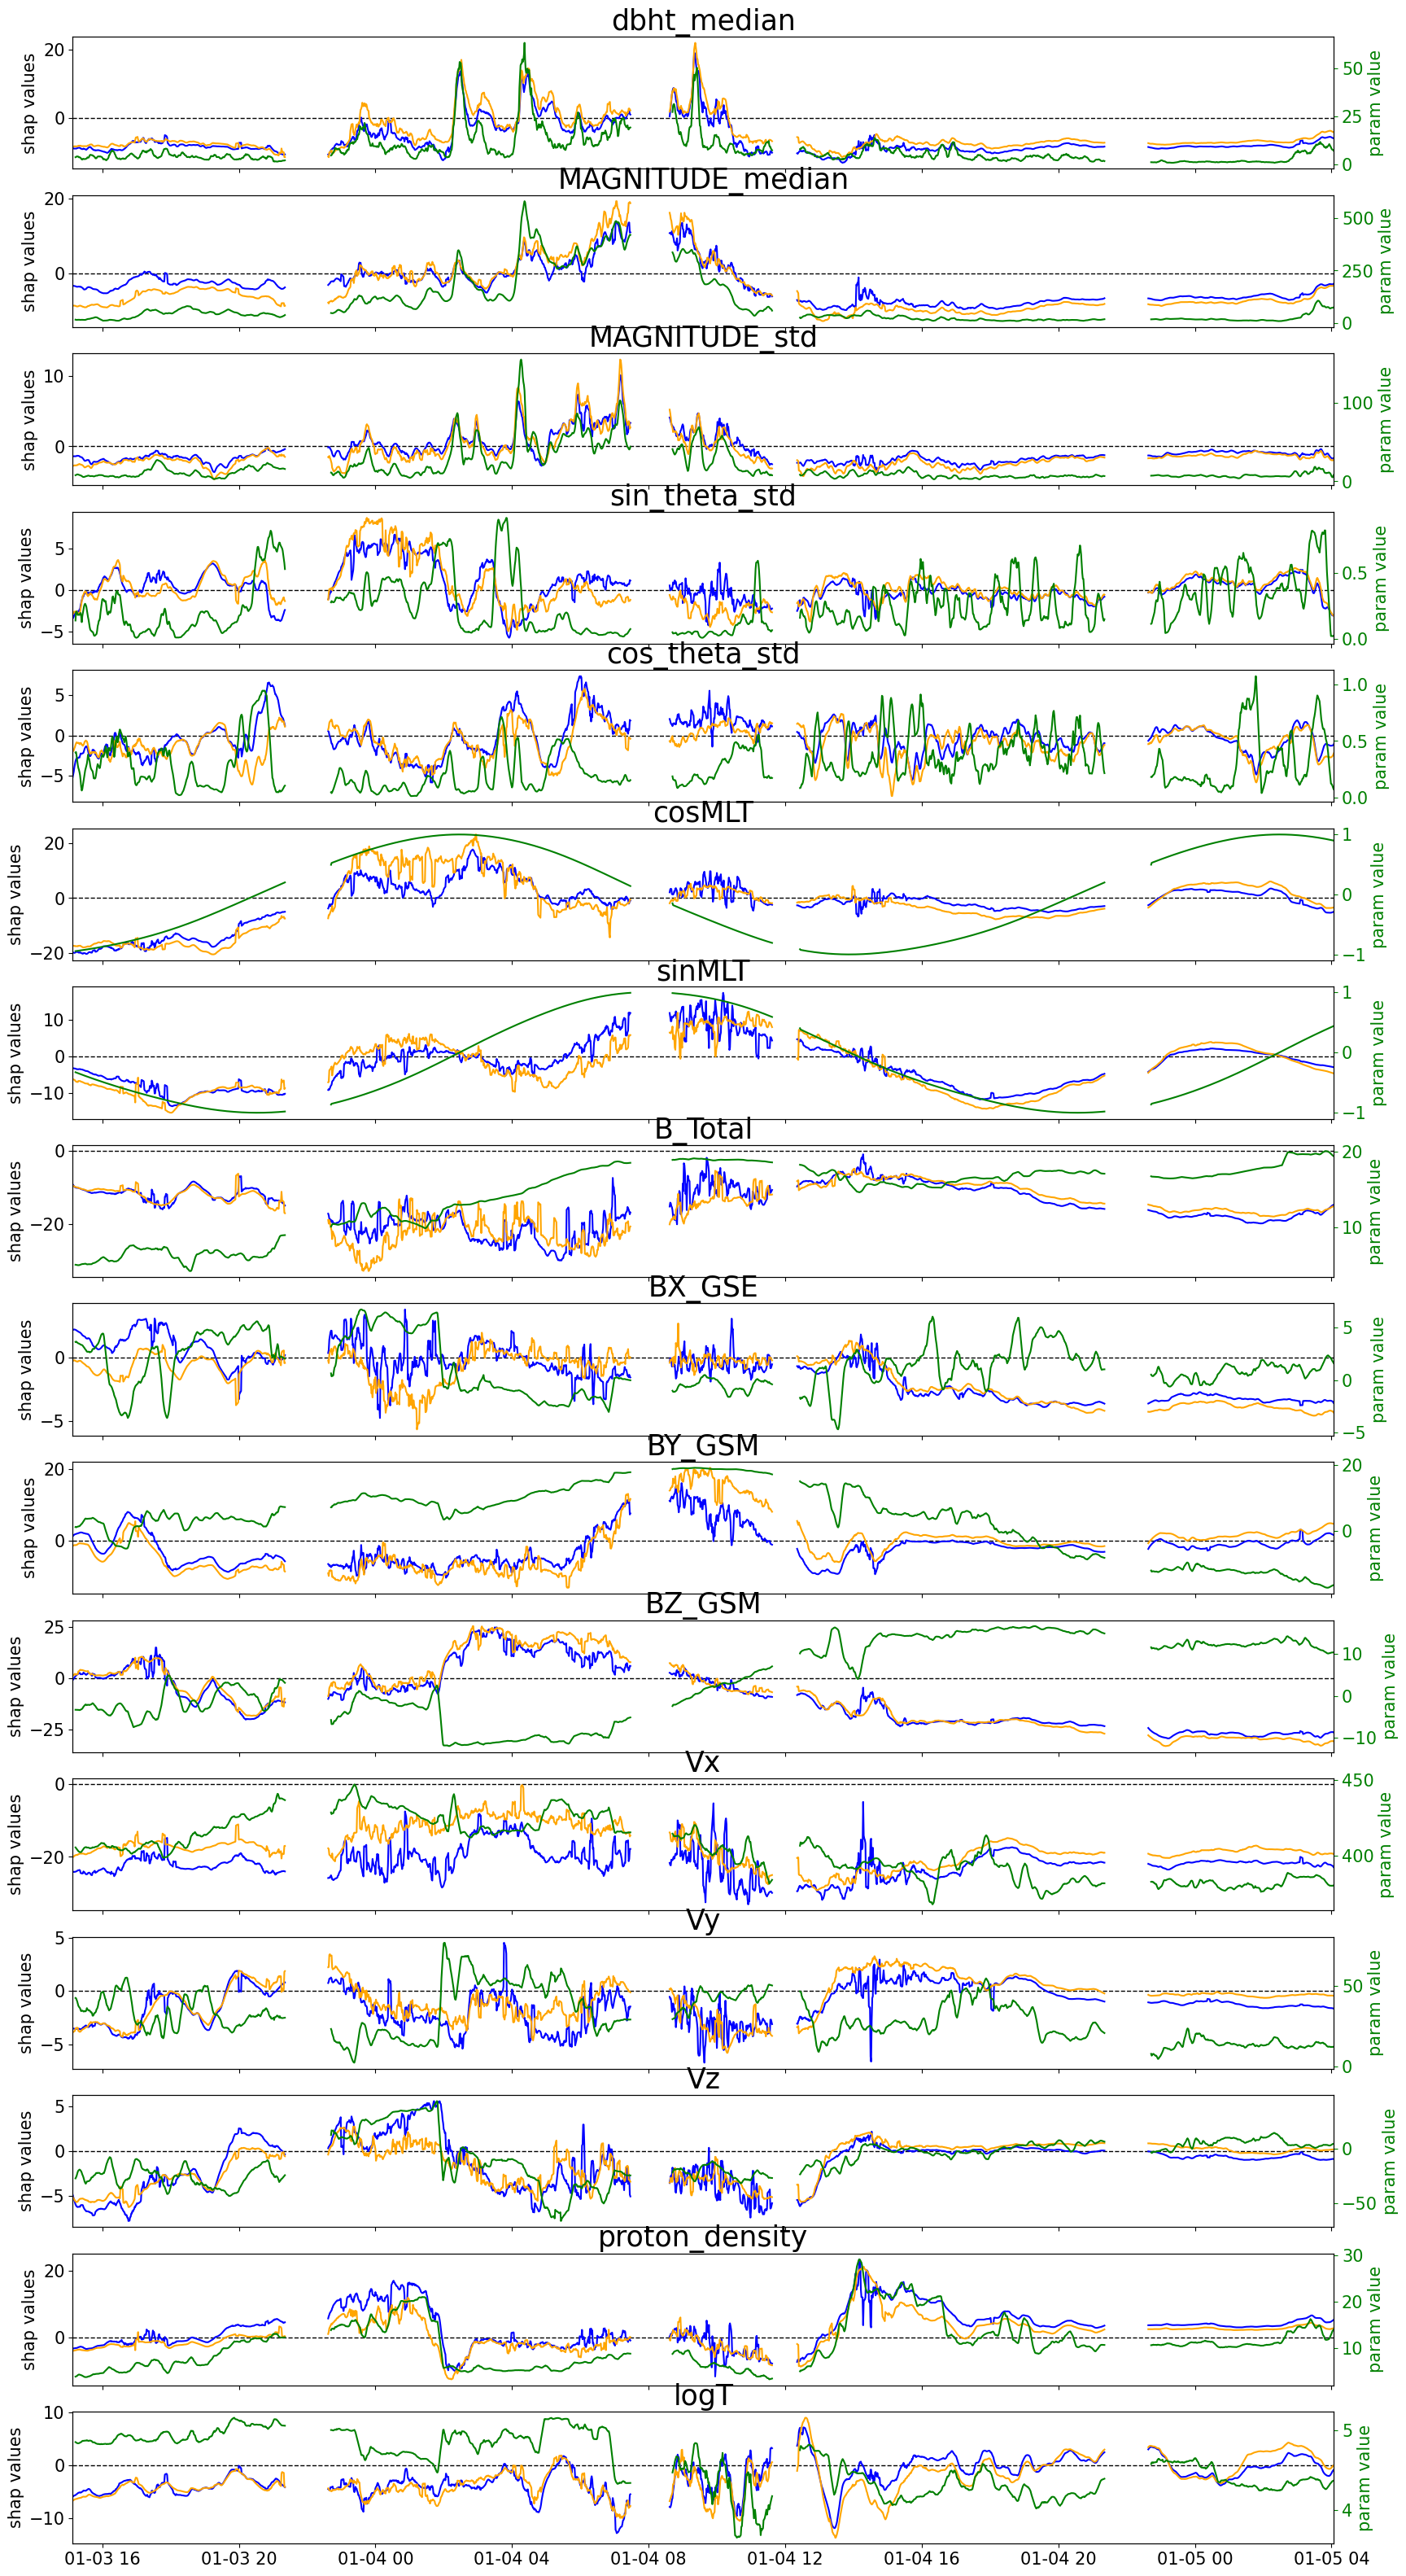 dbht_median
20
0
shap values
50
25
0
param value
MAGNITUDE_median
20
10
0
shap values
500
250
0
param value
MAGNITUDE_std
10
0
shap values
100
0
param value
sin_theta_std
5
0
−5
shap values
0.5
0.0
param value
cos_theta_std
5
0
−5
shap values
1.0
0.5
0.0
param value
cosMLT
20
0
−20
shap values
1
0
−1
param value
sinMLT
10
0
−10
shap values
1
0
−1
param value
B_Total
0
−20
shap values
20
10
param value
BX_GSE
0
−5
shap values
5
0
−5
param value
BY_GSM
20
0
shap values
20
0
param value
BZ_GSM
25
0
−25
shap values
10
0
−10
param value
Vx
0
−20
shap values
450
400
param value
Vy
5
0
−5
shap values
50
0
param value
Vz
5
0
−5
shap values
0
−50
param value
proton_density
20
0
shap values
30
20
10
param value
logT
10
0
−10
shap values
5
4
param value
01-03 16 01-03 20 01-04 00 01-04 04 01-04 08 01-04 12 01-04 16 01-04 20 01-05 00 01-05 04